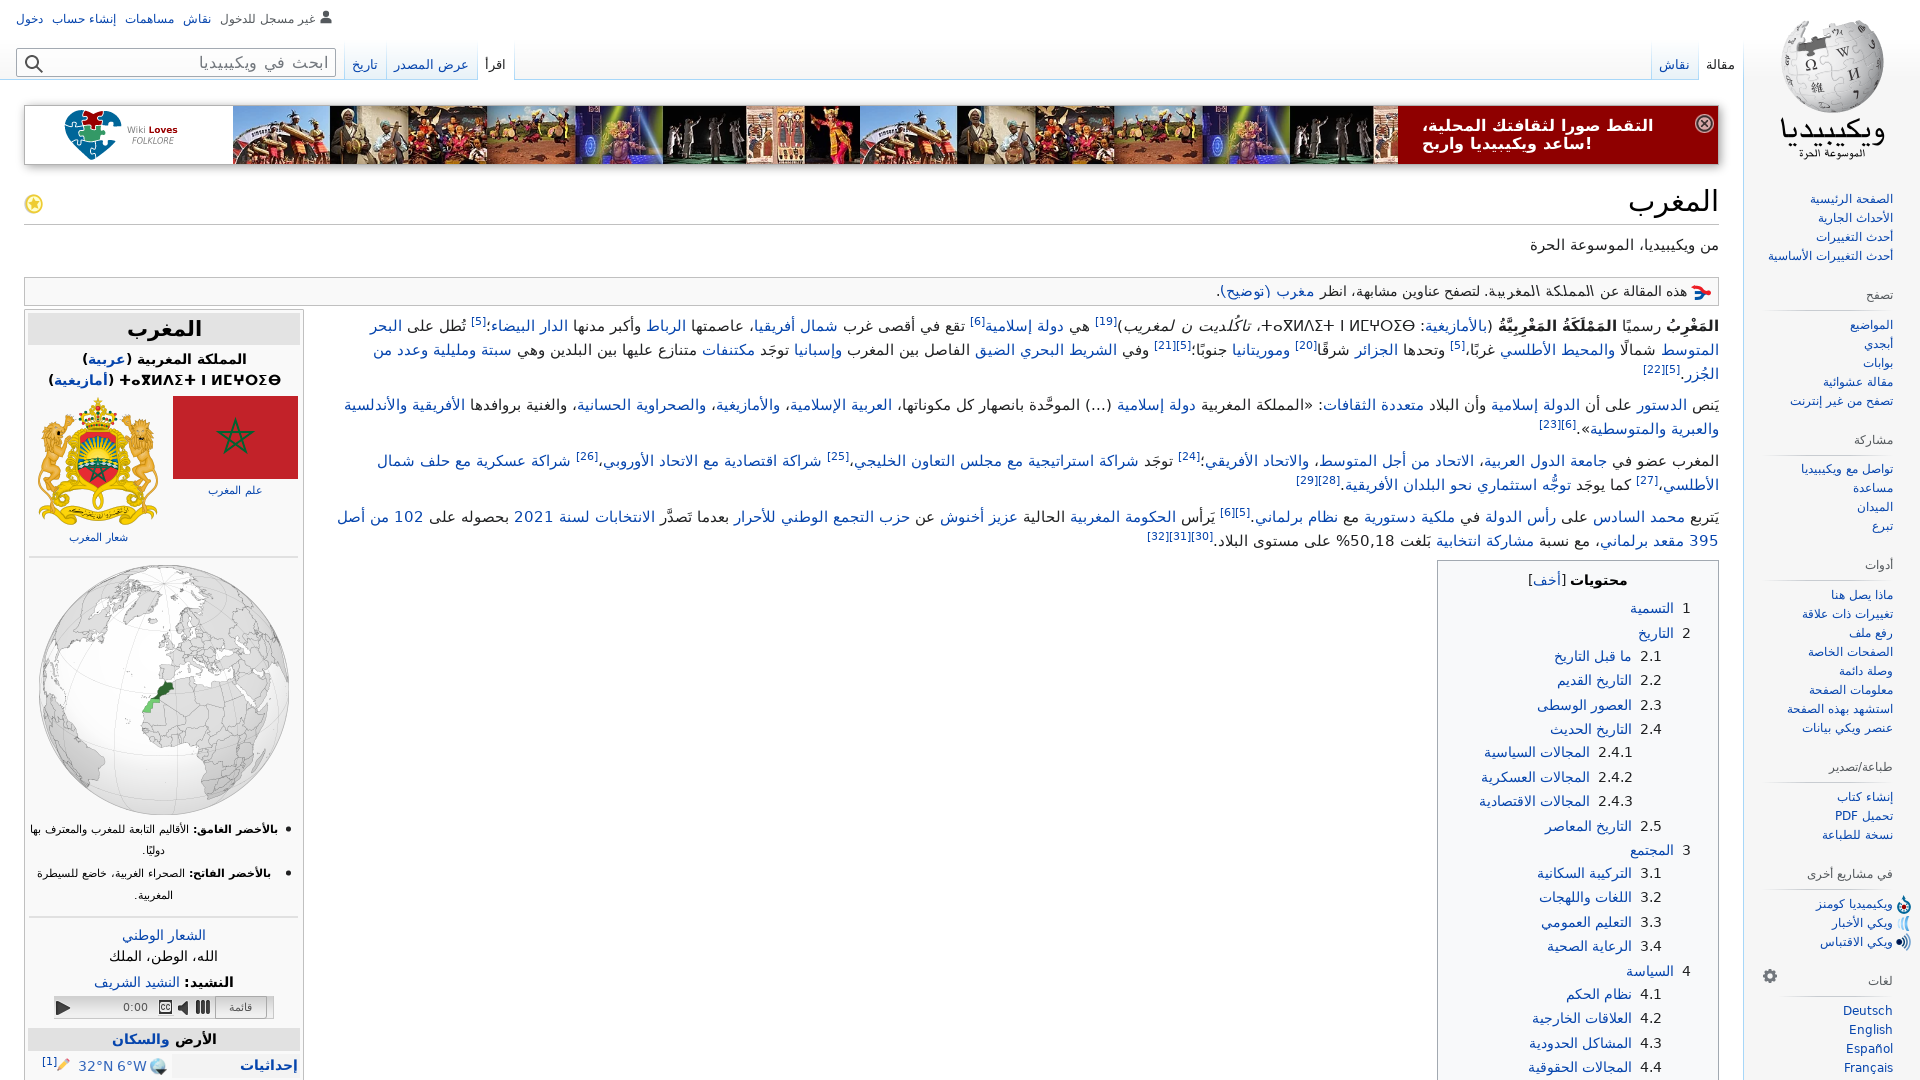 غير مسجل للدخول نقاش مساهمات إنشاء حساب دخول
مقالة نقاش
اقرأ عرض المصدر تاريخ
ابحث في ويكيبيديا
ويكيبيديا
الموسوعة الحرة
الصفحة الرئيسية
الأحداث الجارية
أحدث التغييرات
أحدث التغييرات الأساسية
تصفح
المواضيع
أبجدي
بوابات
مقالة عشوائية
تصفح من غير إنترنت
مشاركة
تواصل مع ويكيبيديا
مساعدة
الميدان
تبرع
أدوات
ماذا يصل هنا
تغييرات ذات علاقة
رفع ملف
الصفحات الخاصة
وصلة دائمة
معلومات الصفحة
استشهد بهذه الصفحة
عنصر ويكي بيانات
طباعة/تصدير
إنشاء كتاب
تحميل PDF
نسخة للطباعة
في مشاريع أخرى
ويكيميديا كومنز
ويكي الأخبار
ويكي الاقتباس
لغات
Deutsch
English
Español
Français
التقط صورا لثقافتك المحلية،
ساعد ويكيبيديا واربح!
Wiki Loves
FOLKLORE
المغرب
من ويكيبيديا، الموسوعة الحرة
هذه المقالة عن المملكة المغربية. لتصفح عناوين مشابهة، انظر مغرب (توضيح).
المَغْرِبُ رسميًا المَمْلَكَةُ المَغْرِبِيَّةُ (بالأمازيغية: ⵜⴰⴳⵍⴷⵉⵜ ⵏ ⵍⵎⵖⵔⵉⴱ، تاݣلديت ن لمغريب)[19] هي دولة إسلامية[6] تقع في أقصى غرب شمال أفريقيا، عاصمتها الرباط وأكبر مدنها الدار البيضاء؛[5] تُطل على البحر
المتوسط شمالًا والمحيط الأطلسي غربًا،[5] وتحدها الجزائر شرقًا[20] وموريتانيا جنوبًا؛[5][21] وفي الشريط البحري الضيق الفاصل بين المغرب وإسبانيا توجَد مكتنفات متنازع عليها بين البلدين وهي سبتة ومليلية وعدد من
الجُزر.[5][22]
يَنص الدستور على أن الدولة إسلامية وأن البلاد متعددة الثقافات: «المملكة المغربية دولة إسلامية (...) الموحَّدة بانصهار كل مكوناتها، العربية الإسلامية، والأمازيغية، والصحراوية الحسانية، والغنية بروافدها الأفريقية والأندلسية
والعبرية والمتوسطية».[6][23]
المغرب عضو في جامعة الدول العربية، الاتحاد من أجل المتوسط، والاتحاد الأفريقي؛[24] توجَد شراكة استراتيجية مع مجلس التعاون الخليجي،[25] شراكة اقتصادية مع الاتحاد الأوروبي،[26] شراكة عسكرية مع حلف شمال
الأطلسي،[27] كما يوجَد توجُّه استثماري نحو البلدان الأفريقية.[28][29]
يَتربع محمد السادس على رأس الدولة في ملكية دستورية مع نظام برلماني.[5][6] يَرأس الحكومة المغربية الحالية عزيز أخنوش عن حزب التجمع الوطني للأحرار بعدما تَصدَّر الانتخابات لسنة 2021 بحصوله على 102 من أصل
395 مقعد برلماني، مع نسبة مشاركة انتخابية بَلغت 50,18% على مستوى البلاد.[30][31][32]
محتويات [أخف]
1 التسمية
2 التاريخ
2.1 ما قبل التاريخ
2.2 التاريخ القديم
2.3 العصور الوسطى
2.4 التاريخ الحديث
2.4.1 المجالات السياسية
2.4.2 المجالات العسكرية
2.4.3 المجالات الاقتصادية
2.5 التاريخ المعاصر
3 المجتمع
3.1 التركيبة السكانية
3.2 اللغات واللهجات
3.3 التعليم العمومي
3.4 الرعاية الصحية
4 السياسة
4.1 نظام الحكم
4.2 العلاقات الخارجية
4.3 المشاكل الحدودية
4.4 المجالات الحقوقية
المغرب
المملكة المغربية (عربية)
ⵜⴰⴳⵍⴷⵉⵜ ⵏ ⵍⵎⵖⵔⵉⴱ (أمازيغية)
علم المغرب
شعار المغرب
بالأخضر الغامق: الأقاليم التابعة للمغرب والمعترف بها
دوليًا.
بالأخضر الفاتح: الصحراء الغربية، خاضع للسيطرة
المغربية.
الشعار الوطني
الله، الوطن، الملك
النشيد: النشيد الشريف
0:00 CC قائمة
الأرض والسكان
إحداثيات 32°N 6°W [1]